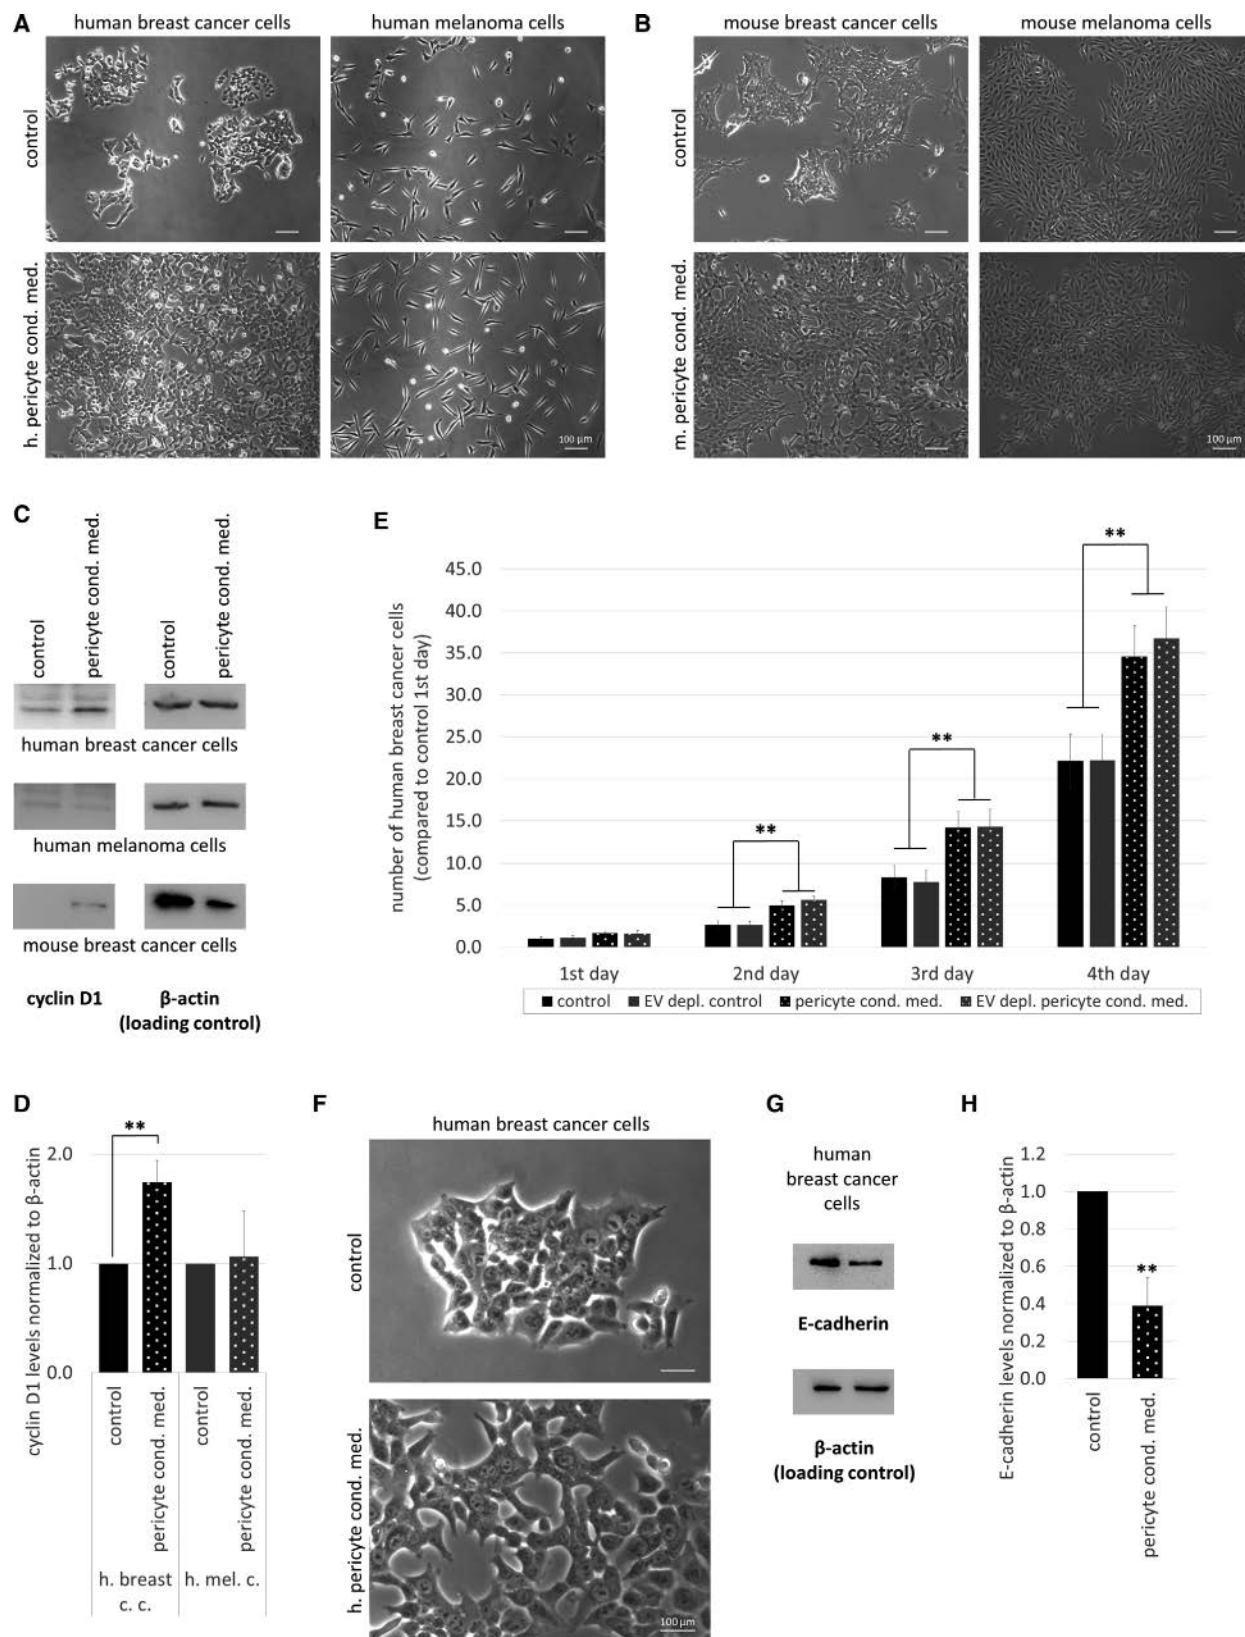 A
human breast cancer cells
human melanoma cells
control
h. pericyte cond. med.
100 µm
B
mouse breast cancer cells
mouse melanoma cells
control
m. pericyte cond. med.
100 µm
C
control
pericyte cond. med.
control
pericyte cond. med.
human breast cancer cells
human melanoma cells
mouse breast cancer cells
cyclin D1
β-actin
(loading control)
E
number of human breast cancer cells
(compared to control 1st day)
45.0
40.0
35.0
30.0
25.0
20.0
15.0
10.0
5.0
0.0
**
**
**
1st day
2nd day
3rd day
4th day
control
EV depl. control
pericyte cond. med.
EV depl. pericyte cond. med.
D
cyclin D1 levels normalized to β-actin
2.0
1.0
0.0
**
control
pericyte cond. med.
control
pericyte cond. med.
h. breast
c. c.
h. mel. c.
F
human breast cancer cells
control
h. pericyte cond. med.
100 µm
G
human
breast cancer
cells
E-cadherin
β-actin
(loading control)
H
E-cadherin levels normalized to β-actin
1.2
1.0
0.8
0.6
0.4
0.2
0.0
**
control
pericyte cond. med.